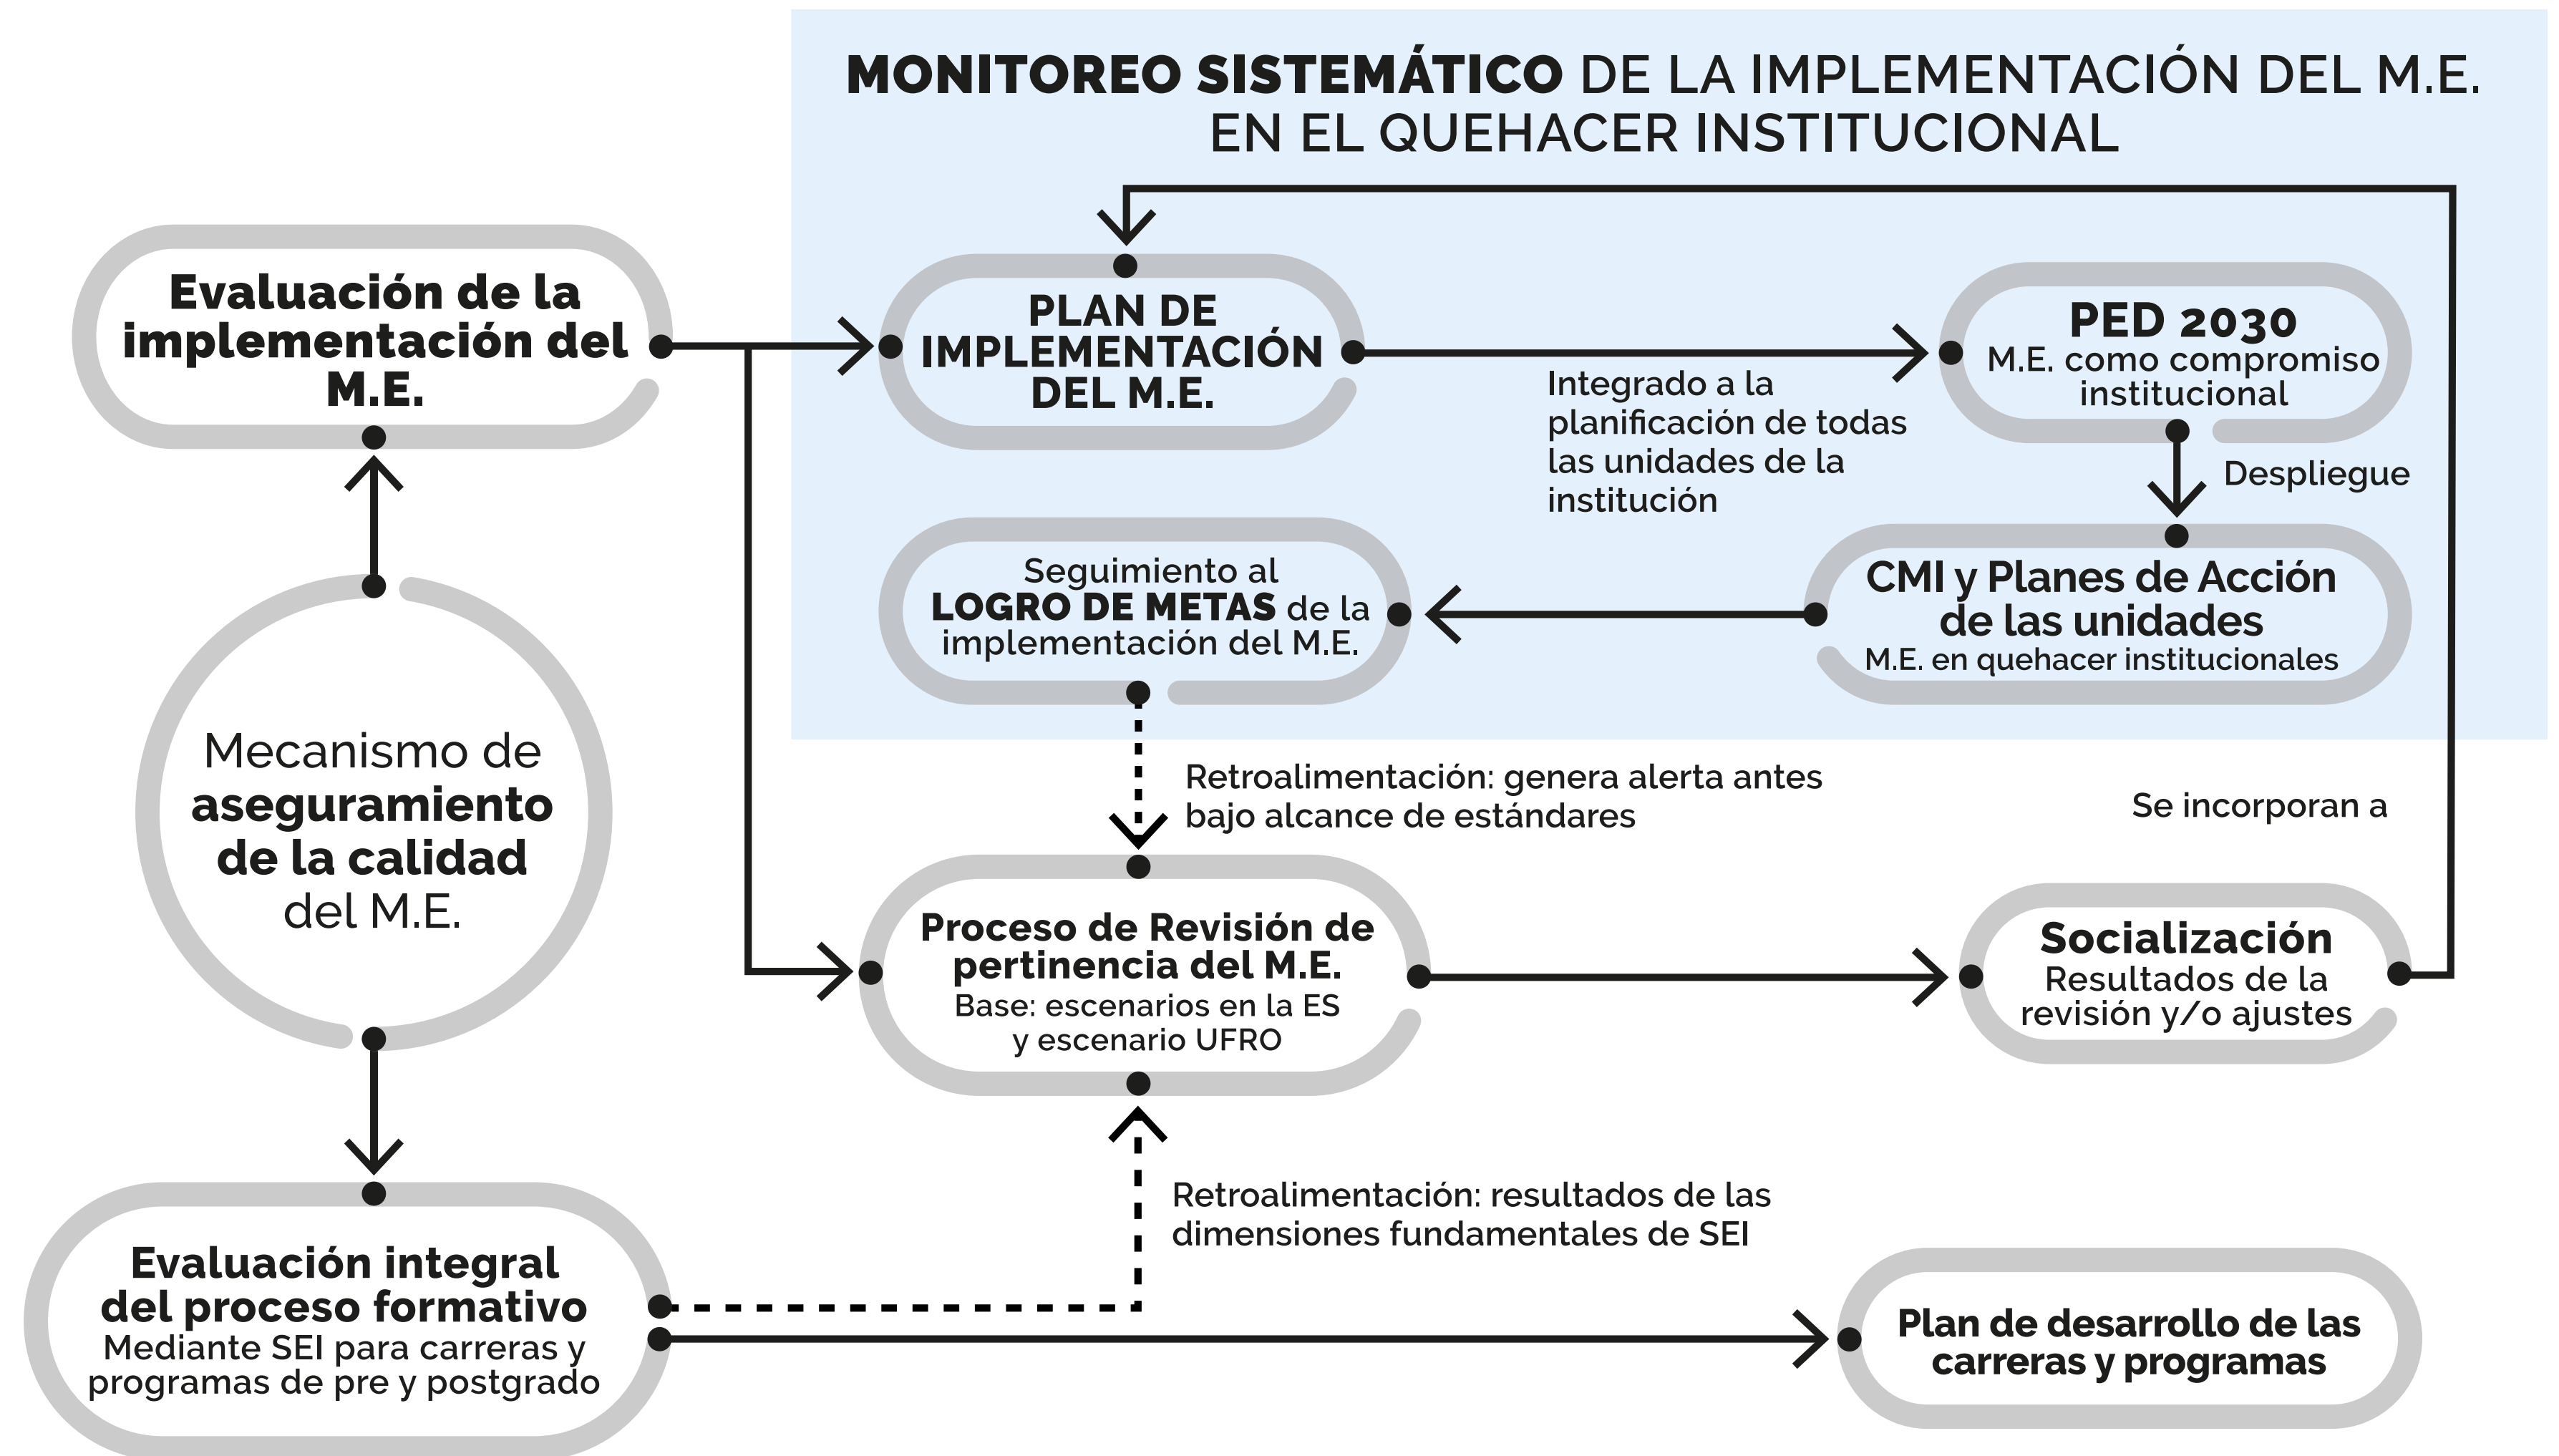 MONITOREO SISTEMÁTICO DE LA IMPLEMENTACIÓN DEL M.E.
EN EL QUEHACER INSTITUCIONAL
Evaluación de la
implementación del
M.E.
PLAN DE
IMPLEMENTACIÓN
DEL M.E.
Integrado a la
planificación de todas
las unidades de la
institución
PED 2030
M.E. como compromiso
institucional
Despliegue
Seguimiento al
LOGRO DE METAS de la
implementación del M.E.
CMI y Planes de Acción
de las unidades
M.E. en quehacer institucionales
Mecanismo de
aseguramiento
de la calidad
del M.E.
Retroalimentación: genera alerta antes
bajo alcance de estándares
Se incorporan a
Proceso de Revisión de
pertinencia del M.E.
Base: escenarios en la ES
y escenario UFRO
Socialización
Resultados de la
revisión y/o ajustes
Retroalimentación: resultados de las
dimensiones fundamentales de SEI
Evaluación integral
del proceso formativo
Mediante SEI para carreras y
programas de pre y postgrado
Plan de desarrollo de las
carreras y programas